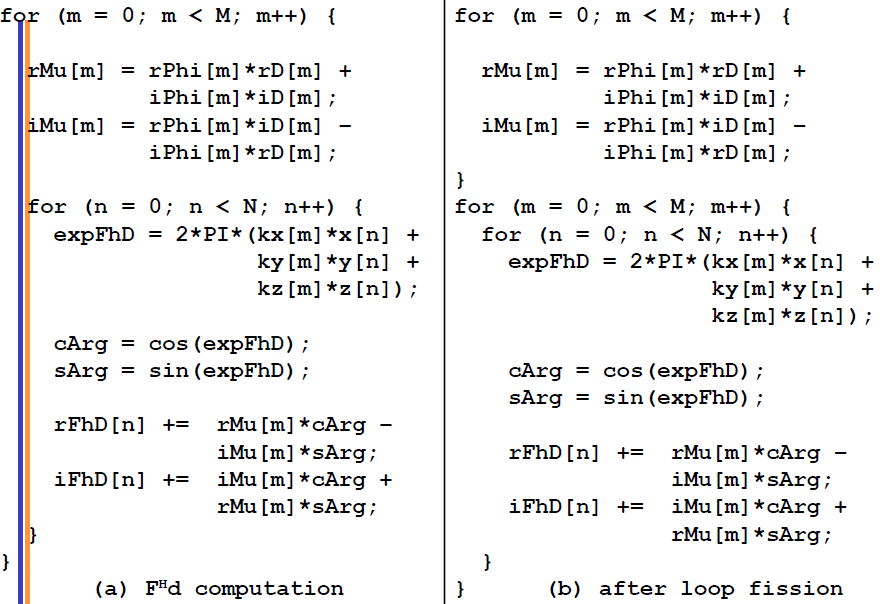 for (m = 0; m < M; m++) {
rMu[m] = rPhi[m]*rD[m] +
iPhi[m]*iD[m];
iMu[m] = rPhi[m]*iD[m] −
iPhi[m]*rD[m];
for (n = 0; n < N; n++) {
expFhD = 2*PI*(kx[m]*x[n] +
ky[m]*y[n] +
kz[m]*z[n]);
cArg = cos(expFhD);
sArg = sin(expFhD);
rFhD[n] += rMu[m]*cArg −
iMu[m]*sArg;
iFhD[n] += iMu[m]*cArg +
rMu[m]*sArg;
}
}
(a) Fᴴd computation
for (m = 0; m < M; m++) {
rMu[m] = rPhi[m]*rD[m] +
iPhi[m]*iD[m];
iMu[m] = rPhi[m]*iD[m] −
iPhi[m]*rD[m];
}
for (m = 0; m < M; m++) {
for (n = 0; n < N; n++) {
expFhD = 2*PI*(kx[m]*x[n] +
ky[m]*y[n] +
kz[m]*z[n]);
cArg = cos(expFhD);
sArg = sin(expFhD);
rFhD[n] += rMu[m]*cArg −
iMu[m]*sArg;
iFhD[n] += iMu[m]*cArg +
rMu[m]*sArg;
}
} (b) after loop fission